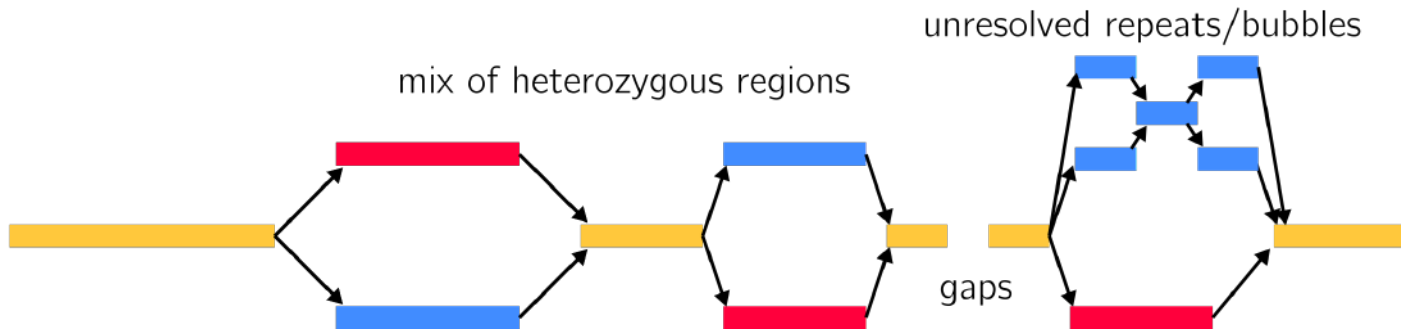 unresolved repeats/bubbles
mix of heterozygous regions
gaps